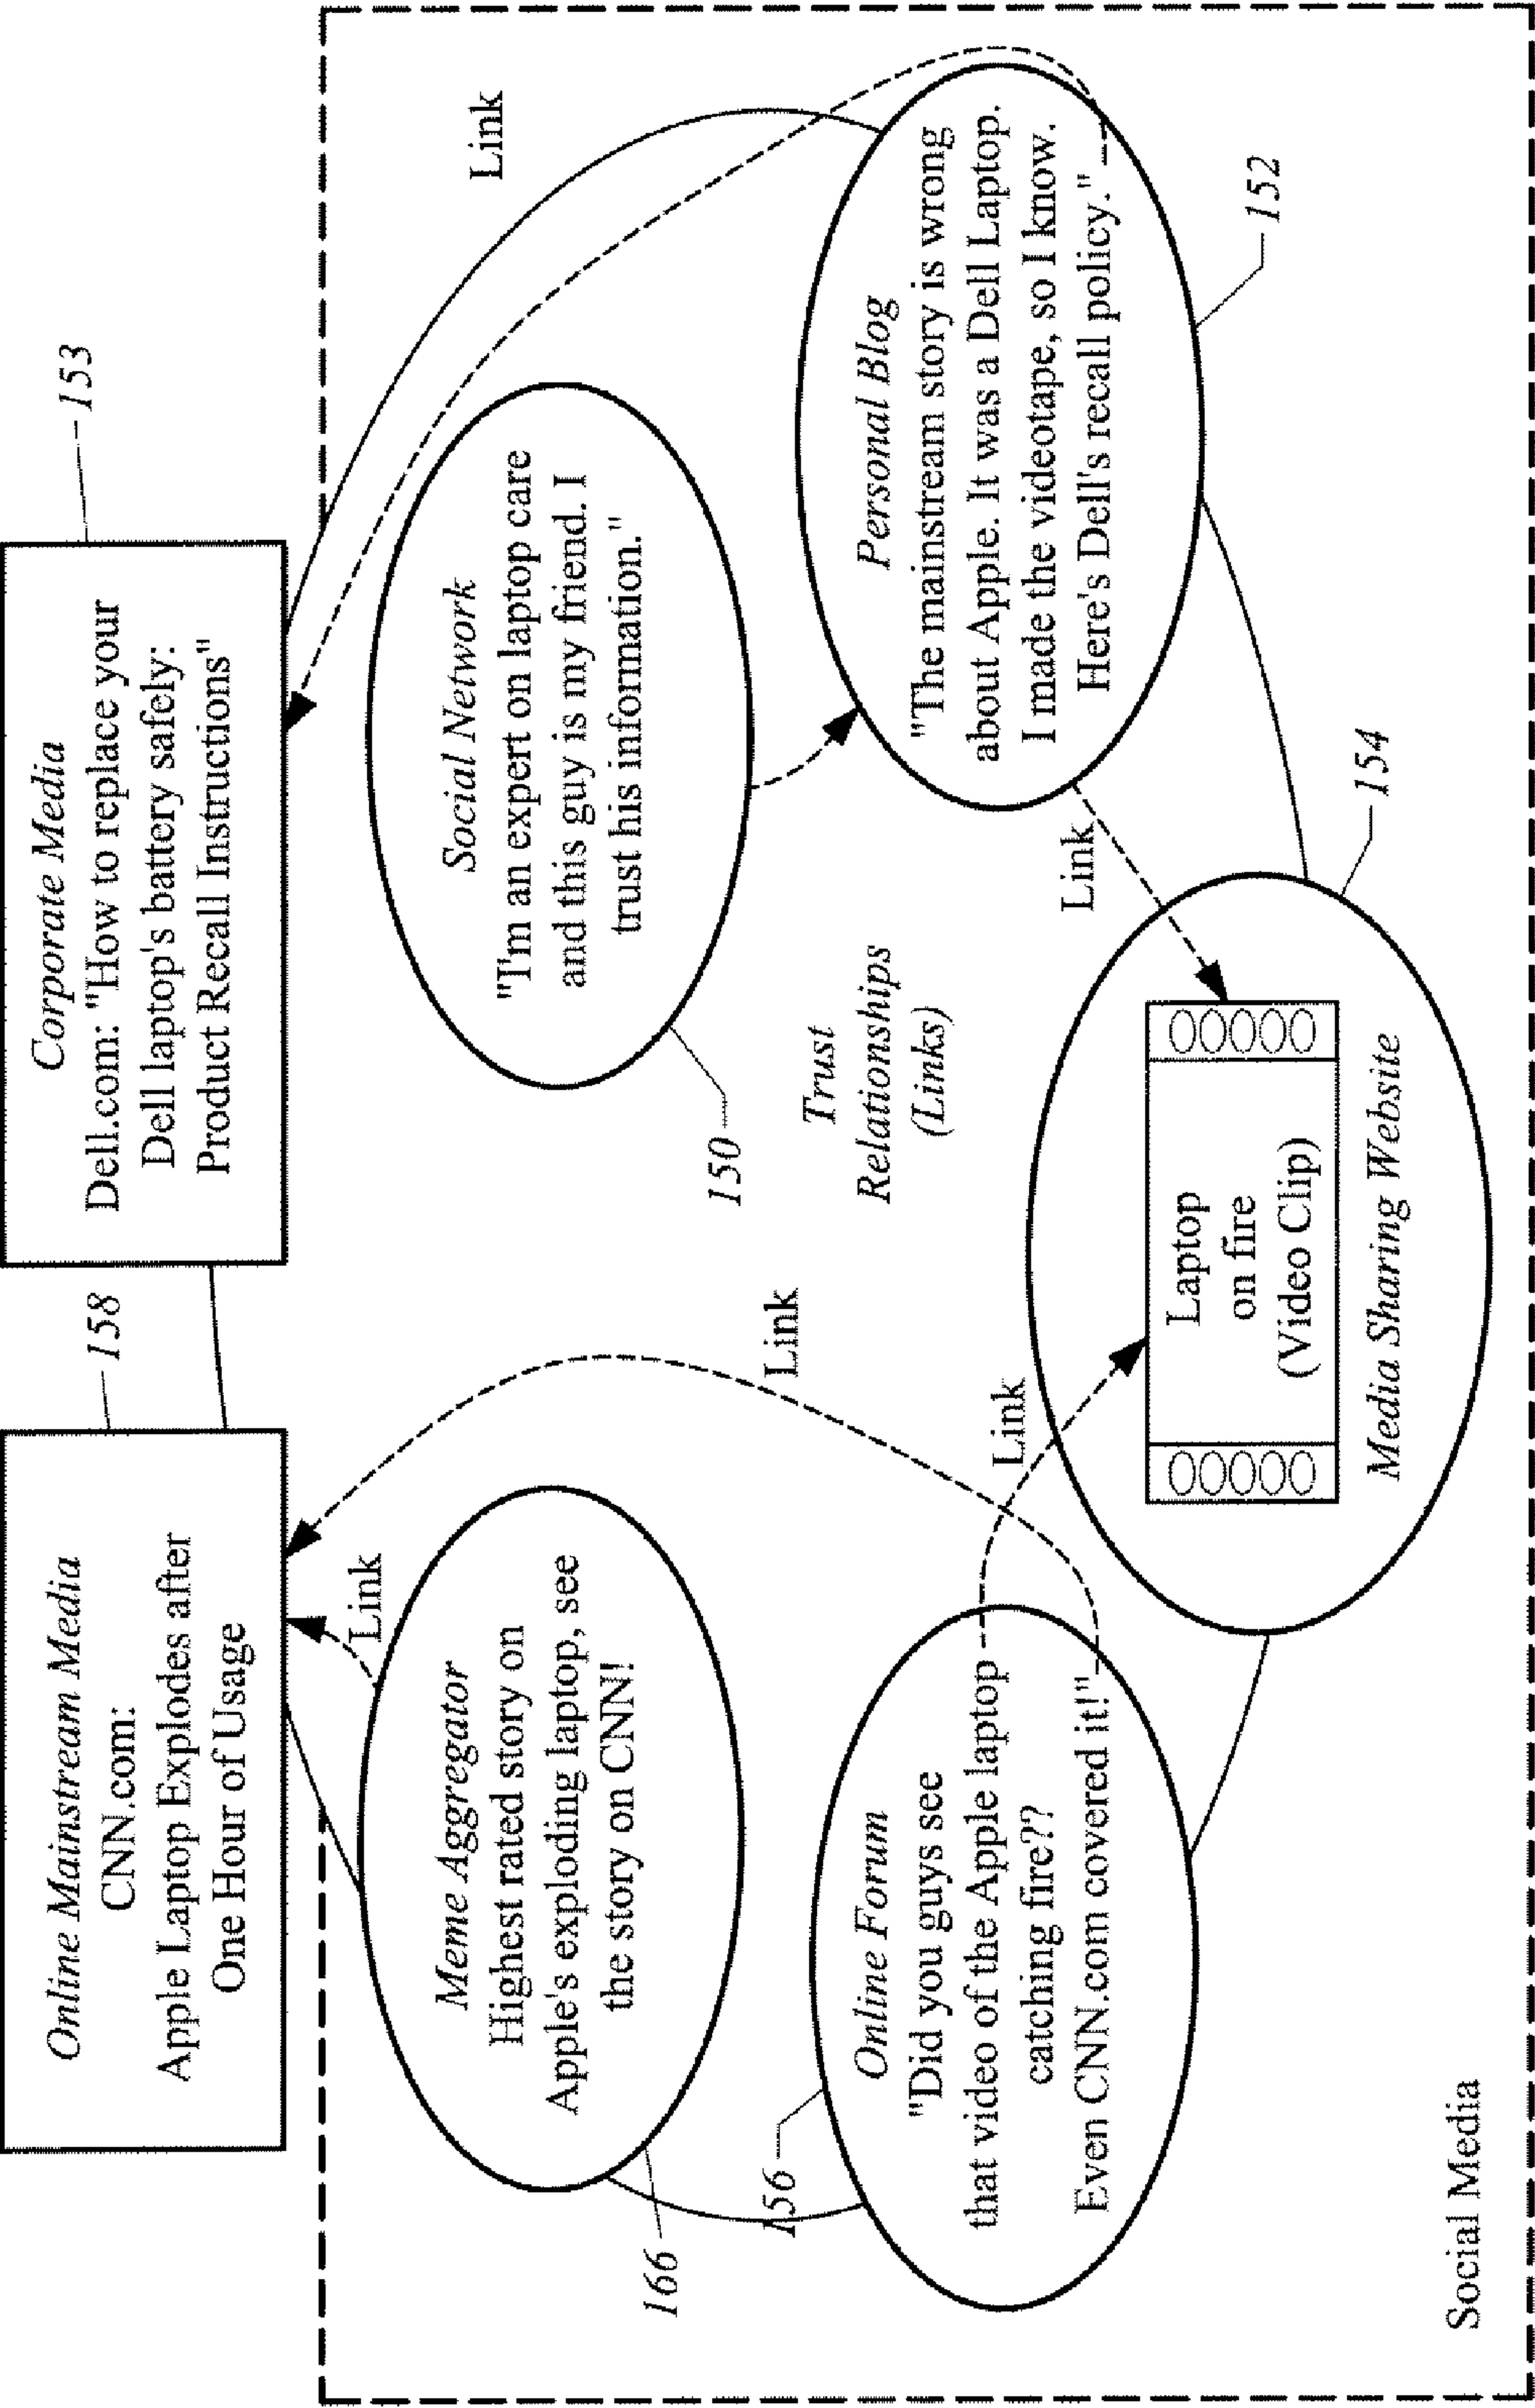 Online Mainstream Media
CNN.com:
Apple Laptop Explodes after
One Hour of Usage
158
Corporate Media
Dell.com: "How to replace your
Dell laptop's battery safely:
Product Recall Instructions"
153
Link
Meme Aggregator
Highest rated story on
Apple's exploding laptop, see
the story on CNN!
166
Social Network
"I'm an expert on laptop care
and this guy is my friend. I
trust his information."
150
Link
Link
Trust
Relationships
(Links)
156
Online Forum
"Did you guys see
that video of the Apple laptop
catching fire??
Even CNN.com covered it!"
Link
Personal Blog
"The mainstream story is wrong
about Apple. It was a Dell Laptop.
I made the videotape, so I know.
Here's Dell's recall policy."
152
Link
Laptop
on fire
(Video Clip)
Media Sharing Website
154
Social Media